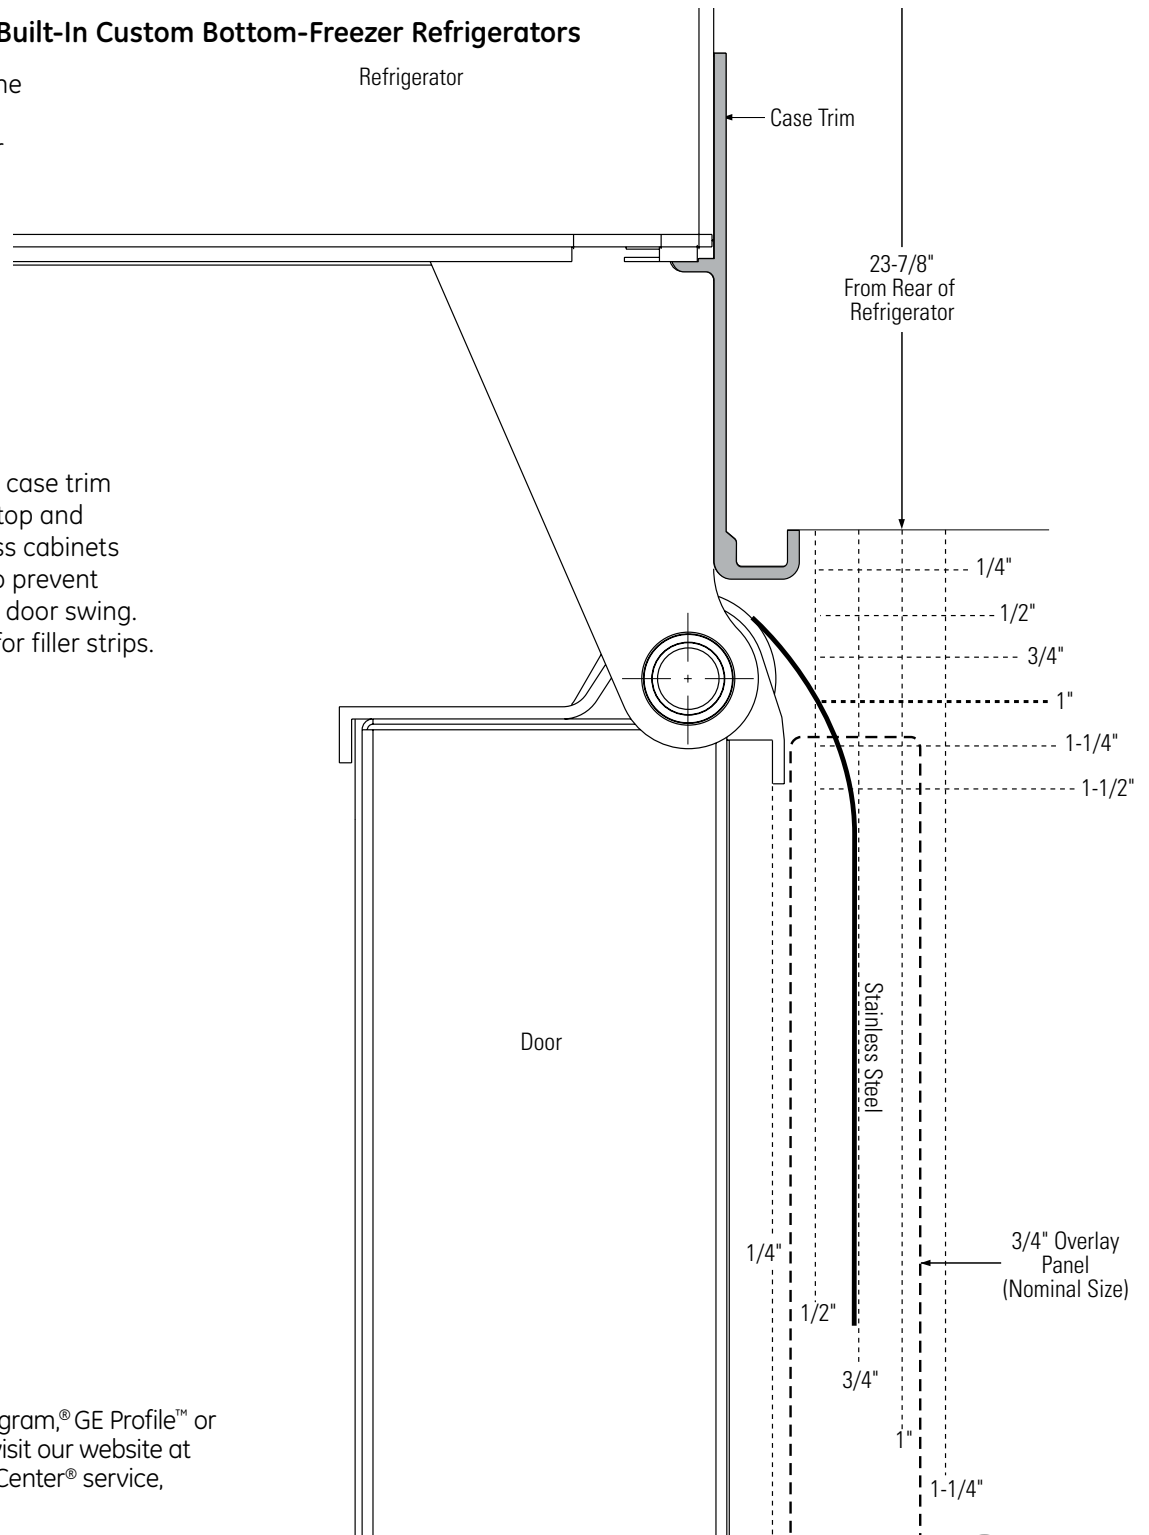 Built-In Custom Bottom-Freezer Refrigerators
ne
Refrigerator
Case Trim
r
23-7/8"
From Rear of
Refrigerator
case trim
top and
ss cabinets
o prevent
door swing.
for filler strips.
1/4"
1/2"
3/4"
1"
1-1/4"
1-1/2"
Stainless Steel
Door
3/4" Overlay
Panel
(Nominal Size)
1/4"
1/2"
3/4"
1"
1-1/4"
gram,® GE Profile™ or
visit our website at
Center® service,